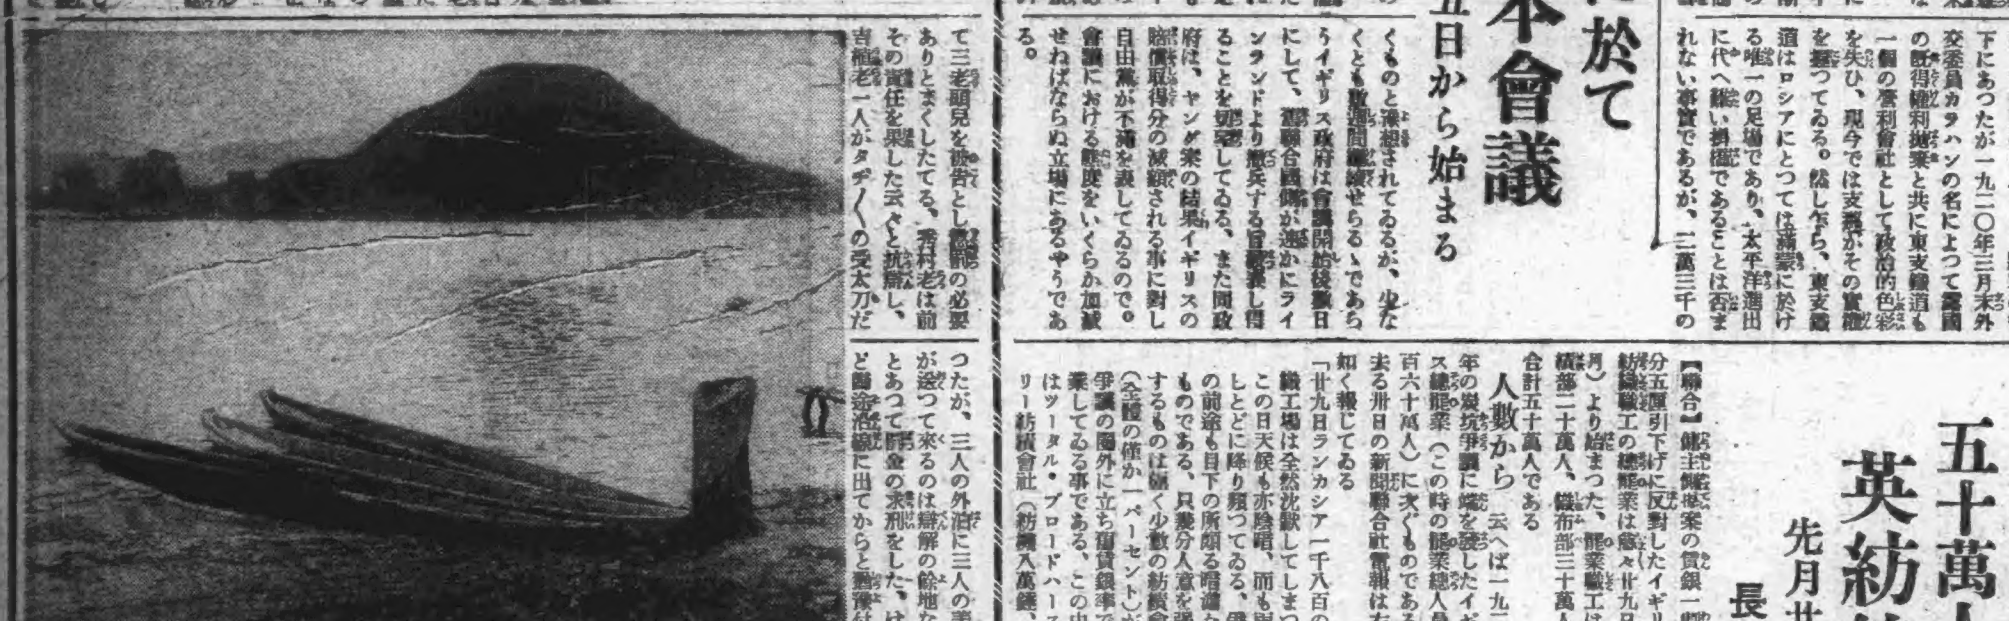 下にあつたが一九二〇年三月末外
交委員カラハンの名によつて露國
の既得權利拋棄と共に東支鐵道も
一個の營利會社として政治的色彩
を失ひ、現今では支那がその實權
を握つてゐる。然し乍ら、東支鐵
道はロシアにとつては滿蒙に於け
る唯一の足場であり、太平洋進出
に代へ難い損體であることは否ま
れない事實であるが、二萬三千の
に於て
本會議
五日から始まる
くものと豫想されてゐるが、少な
くとも數週間繼續せらるゝであら
うイギリス政府は會議開始後數日
にして、舊聯合國側が速かにライ
ンランドより撤兵する旨 し得
ることを切望してゐる、また同政
府は、ヤング案の結果イギリスの
賠償取得分の減額される事に對し
自由黨が不滿を表してゐるので。
會議における態度をいくらか加減
せねばならぬ立場にあるやうであ
る。
五十萬人
英紡
先月廿
長
【聯合】傭主側提案の賃銀一
分五厘引下げに反對したイギリ
紡織職工の總罷業は愈々廿九日
月）より始まつた、罷業職工は
績部二十萬人、織布部三十萬人
合計五十萬人である
人數から 云へば一九二
年の炭坑爭議に端を發したイギ
ス總罷業（この時の罷業總人員
百六十萬人）に次ぐものである
去る卅日の新聞聯合社電報は左
如く報じてゐる
「廿九日ランカシア一千八百の
織工場は全然沈默してしまつ
この日天候も亦陰暗、而も雨
しとどに降り頻つてゐる。
の前途も目下の所頗る暗澹た
ものである、只幾分人意を強
するものは極く少數の紡績會
（全體の僅か一パーセント）が
爭議の圈外に立ち舊賃銀率で
業してゐる事である、この中
はツータル・ブロードハース
リー紡績會社（紡錘八萬錘、
て三老頭兒を被告とし の必要
ありとまくしたてる、秀村老は前
その責任を果した云々と抗辯し、
吉植老一人がタヂ〱の受太刀だ
つたが、三人の外泊に三人の
が送つて來るのは辯解の餘地な
とあつて罰金の求刑をした。け
ど 途沿線に出てからと